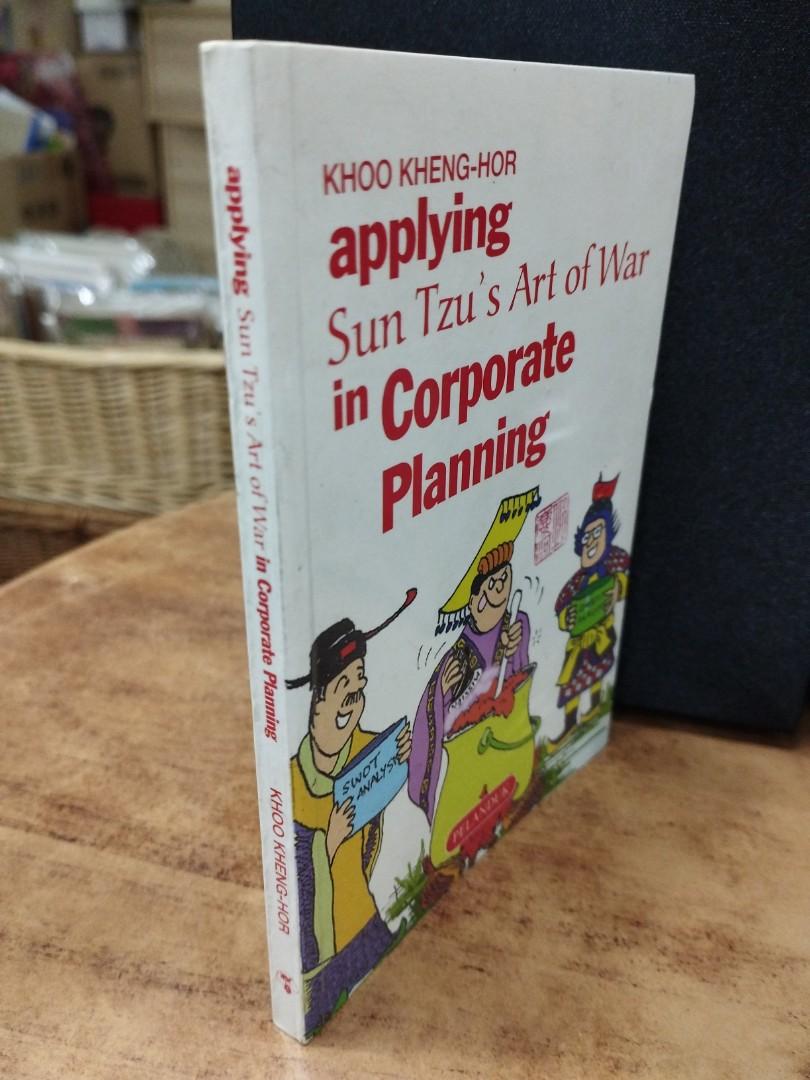 KHOO KHENG-HOR
applying
Sun Tzu's Art of War
in Corporate
Planning
SWOT
ANALYSIS
PELANDUK
applying Sun Tzu's Art of War in Corporate Planning
KHOO KHENG-HOR